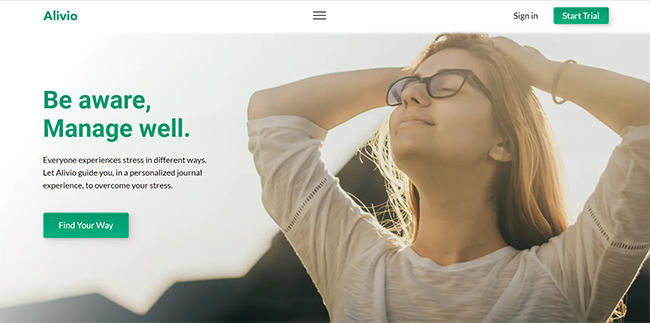 Alivio
Sign in
Start Trial
Be aware,
Manage well.
Everyone experiences stress in different ways.
Let Alivio guide you, in a personalized journal
experience, to overcome your stress.
Find Your Way